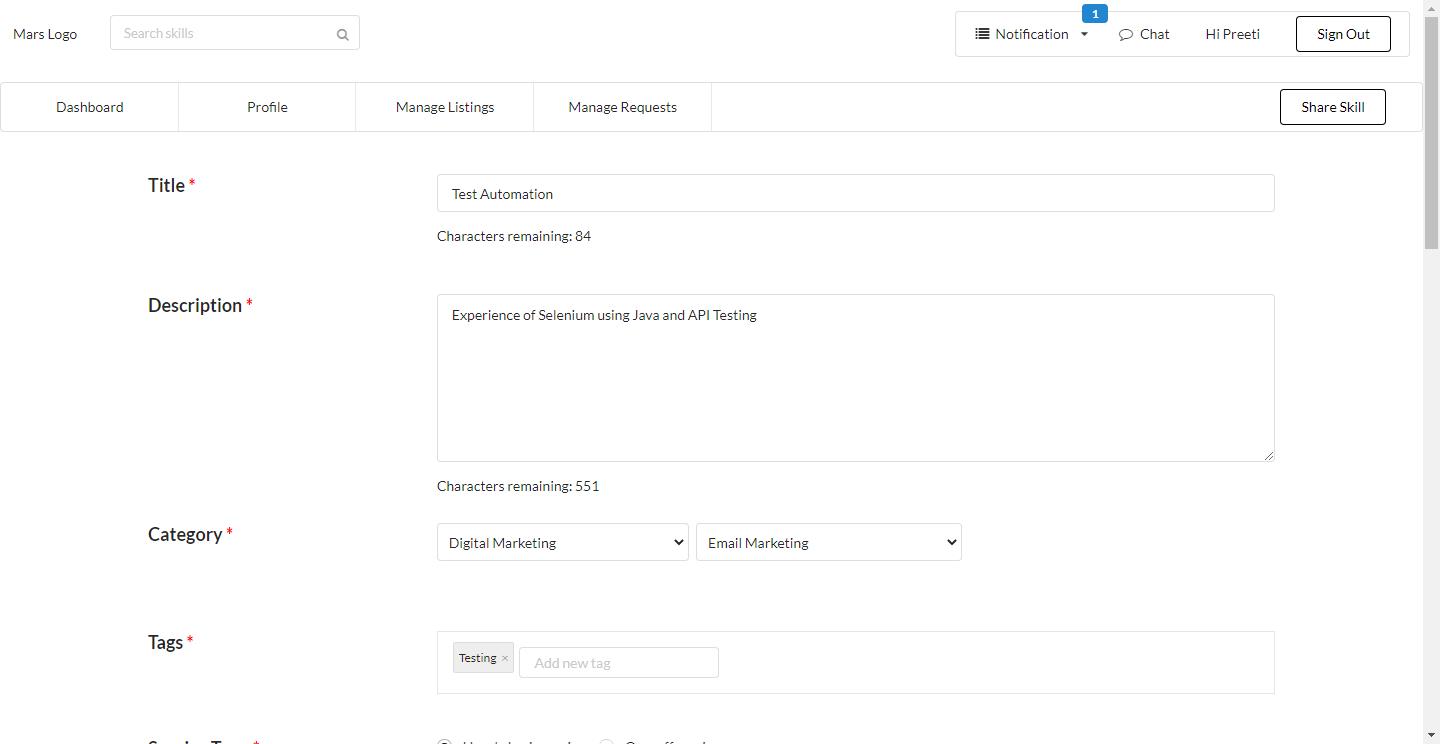 Mars Logo
Search skills
Notification
1
Chat
Hi Preeti
Sign Out
Dashboard
Profile
Manage Listings
Manage Requests
Share Skill
Title *
Test Automation
Characters remaining: 84
Description *
Experience of Selenium using Java and API Testing
Characters remaining: 551
Category *
Digital Marketing
Email Marketing
Tags *
Testing ×
Add new tag